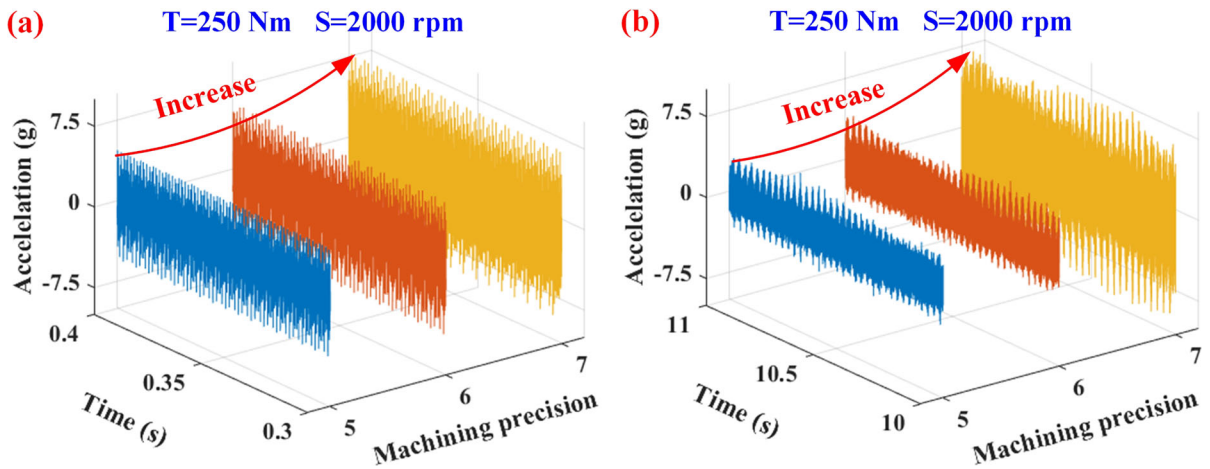 (a)
T=250 Nm S=2000 rpm
Increase
7.5
0
-7.5
Acceleration (g)
0.4
0.35
0.3
Time (s)
5
6
7
Machining precision
(b)
T=250 Nm S=2000 rpm
Increase
7.5
0
-7.5
Acceleration (g)
11
10.5
10
Time (s)
5
6
7
Machining precision